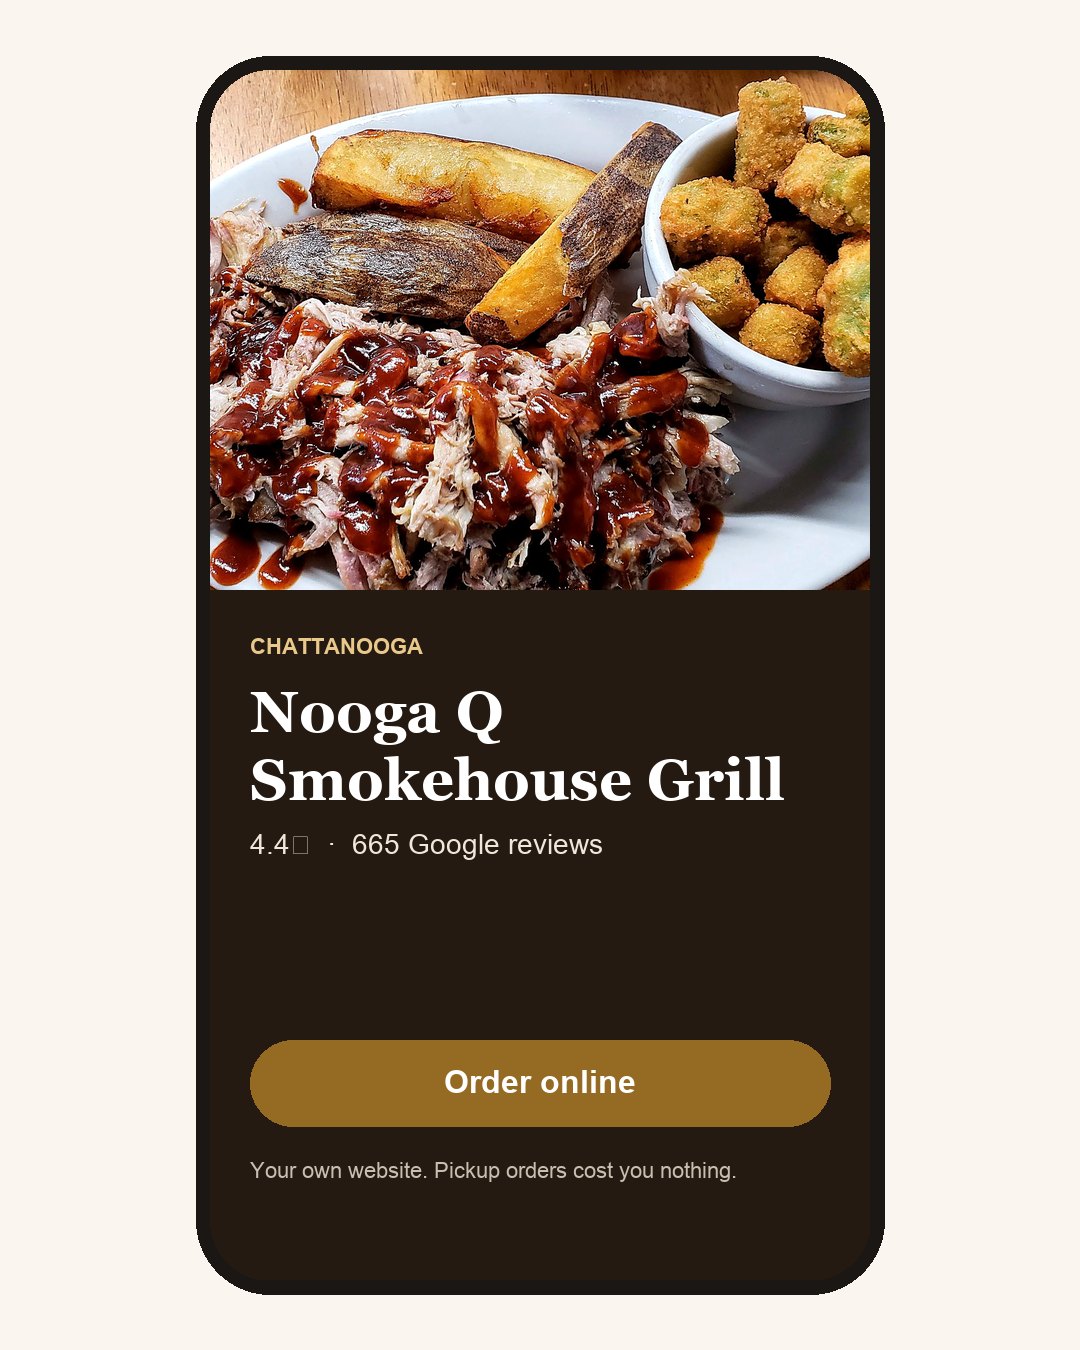 CHATTANOOGA
Nooga Q
Smokehouse Grill
4.4□ · 665 Google reviews
Order online
Your own website. Pickup orders cost you nothing.